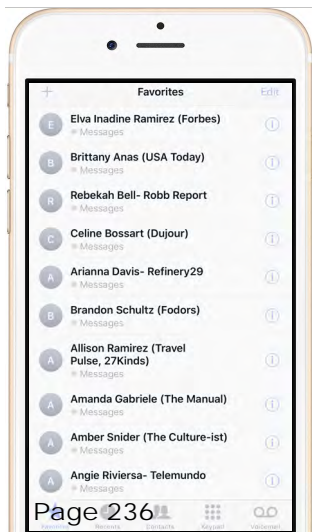 Favorites Edit
E Elva Inadine Ramirez (Forbes)
Messages
B Brittany Anas (USA Today)
Messages
R Rebekah Bell- Robb Report
Messages
C Celine Bossart (Dujour)
Messages
A Arianna Davis- Refinery29
Messages
B Brandon Schultz (Fodors)
Messages
A Allison Ramirez (Travel
Pulse, 27Kinds)
Messages
A Amanda Gabriele (The Manual)
Messages
A Amber Snider (The Culture-ist)
Messages
A Angie Riviersa- Telemundo
Messages
Page 236
Favorites Recents Contacts Keypad Voicemail